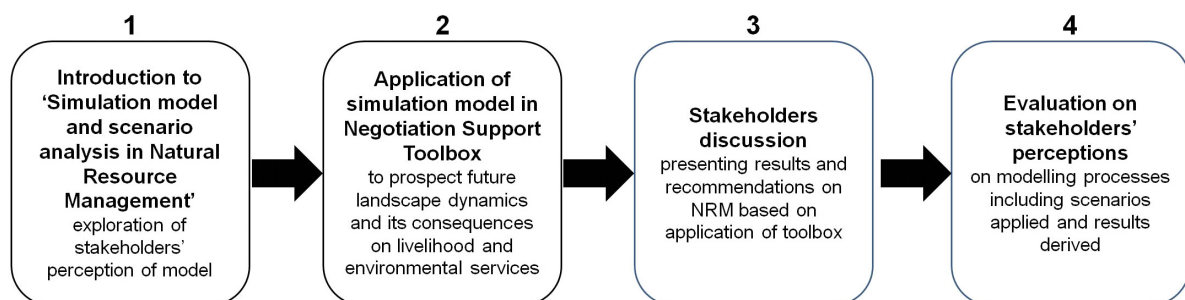 1
Introduction to
‘Simulation model
and scenario
analysis in Natural
Resource
Management’
exploration of
stakeholders’
perception of model
2
Application of
simulation model in
Negotiation Support
Toolbox
to prospect future
landscape dynamics
and its consequences
on livelihood and
environmental services
3
Stakeholders
discussion
presenting results and
recommendations on
NRM based on
application of toolbox
4
Evaluation on
stakeholders’
perceptions
on modelling processes
including scenarios
applied and results
derived